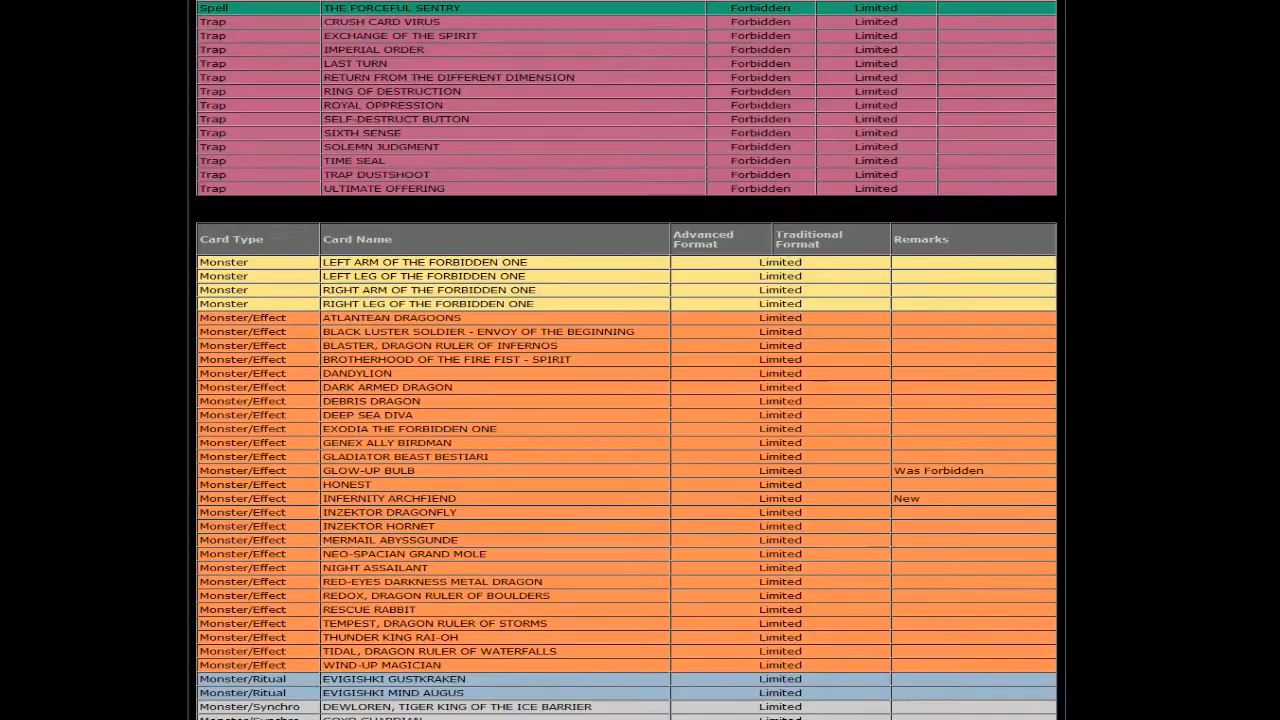 Spell THE FORCEFUL SENTRY Forbidden Limited
Trap CRUSH CARD VIRUS Forbidden Limited
Trap EXCHANGE OF THE SPIRIT Forbidden Limited
Trap IMPERIAL ORDER Forbidden Limited
Trap LAST TURN Forbidden Limited
Trap RETURN FROM THE DIFFERENT DIMENSION Forbidden Limited
Trap RING OF DESTRUCTION Forbidden Limited
Trap ROYAL OPPRESSION Forbidden Limited
Trap SELF-DESTRUCT BUTTON Forbidden Limited
Trap SIXTH SENSE Forbidden Limited
Trap SOLEMN JUDGMENT Forbidden Limited
Trap TIME SEAL Forbidden Limited
Trap TRAP DUSTSHOOT Forbidden Limited
Trap ULTIMATE OFFERING Forbidden Limited
Card Type Card Name Advanced Format Traditional Format Remarks
Monster LEFT ARM OF THE FORBIDDEN ONE Limited
Monster LEFT LEG OF THE FORBIDDEN ONE Limited
Monster RIGHT ARM OF THE FORBIDDEN ONE Limited
Monster RIGHT LEG OF THE FORBIDDEN ONE Limited
Monster/Effect ATLANTEAN DRAGOONS Limited
Monster/Effect BLACK LUSTER SOLDIER - ENVOY OF THE BEGINNING Limited
Monster/Effect BLASTER, DRAGON RULER OF INFERNOS Limited
Monster/Effect BROTHERHOOD OF THE FIRE FIST - SPIRIT Limited
Monster/Effect DANDYLION Limited
Monster/Effect DARK ARMED DRAGON Limited
Monster/Effect DEBRIS DRAGON Limited
Monster/Effect DEEP SEA DIVA Limited
Monster/Effect EXODIA THE FORBIDDEN ONE Limited
Monster/Effect GENEX ALLY BIRDMAN Limited
Monster/Effect GLADIATOR BEAST BESTIARI Limited
Monster/Effect GLOW-UP BULB Limited Was Forbidden
Monster/Effect HONEST Limited
Monster/Effect INFERNITY ARCHFIEND Limited New
Monster/Effect INZEKTOR DRAGONFLY Limited
Monster/Effect INZEKTOR HORNET Limited
Monster/Effect MERMAIL ABYSSGUNDE Limited
Monster/Effect NEO-SPACIAN GRAND MOLE Limited
Monster/Effect NIGHT ASSAILANT Limited
Monster/Effect RED-EYES DARKNESS METAL DRAGON Limited
Monster/Effect REDOX, DRAGON RULER OF BOULDERS Limited
Monster/Effect RESCUE RABBIT Limited
Monster/Effect TEMPEST, DRAGON RULER OF STORMS Limited
Monster/Effect THUNDER KING RAI-OH Limited
Monster/Effect TIDAL, DRAGON RULER OF WATERFALLS Limited
Monster/Effect WIND-UP MAGICIAN Limited
Monster/Ritual EVIGISHKI GUSTKRAKEN Limited
Monster/Ritual EVIGISHKI MIND AUGUS Limited
Monster/Synchro DEWLOREN, TIGER KING OF THE ICE BARRIER Limited